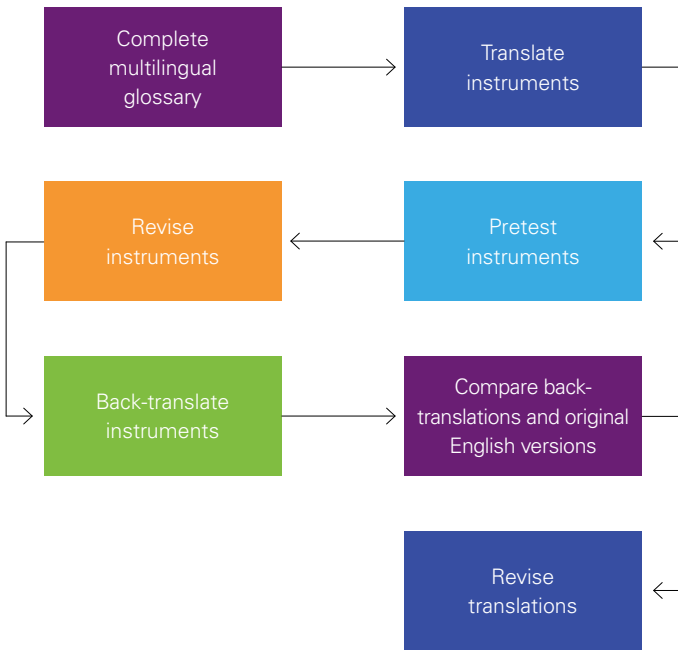 Complete
multilingual
glossary
Translate
instruments
Pretest
instruments
Revise
instruments
Back-translate
instruments
Compare back-
translations and original
English versions
Revise
translations